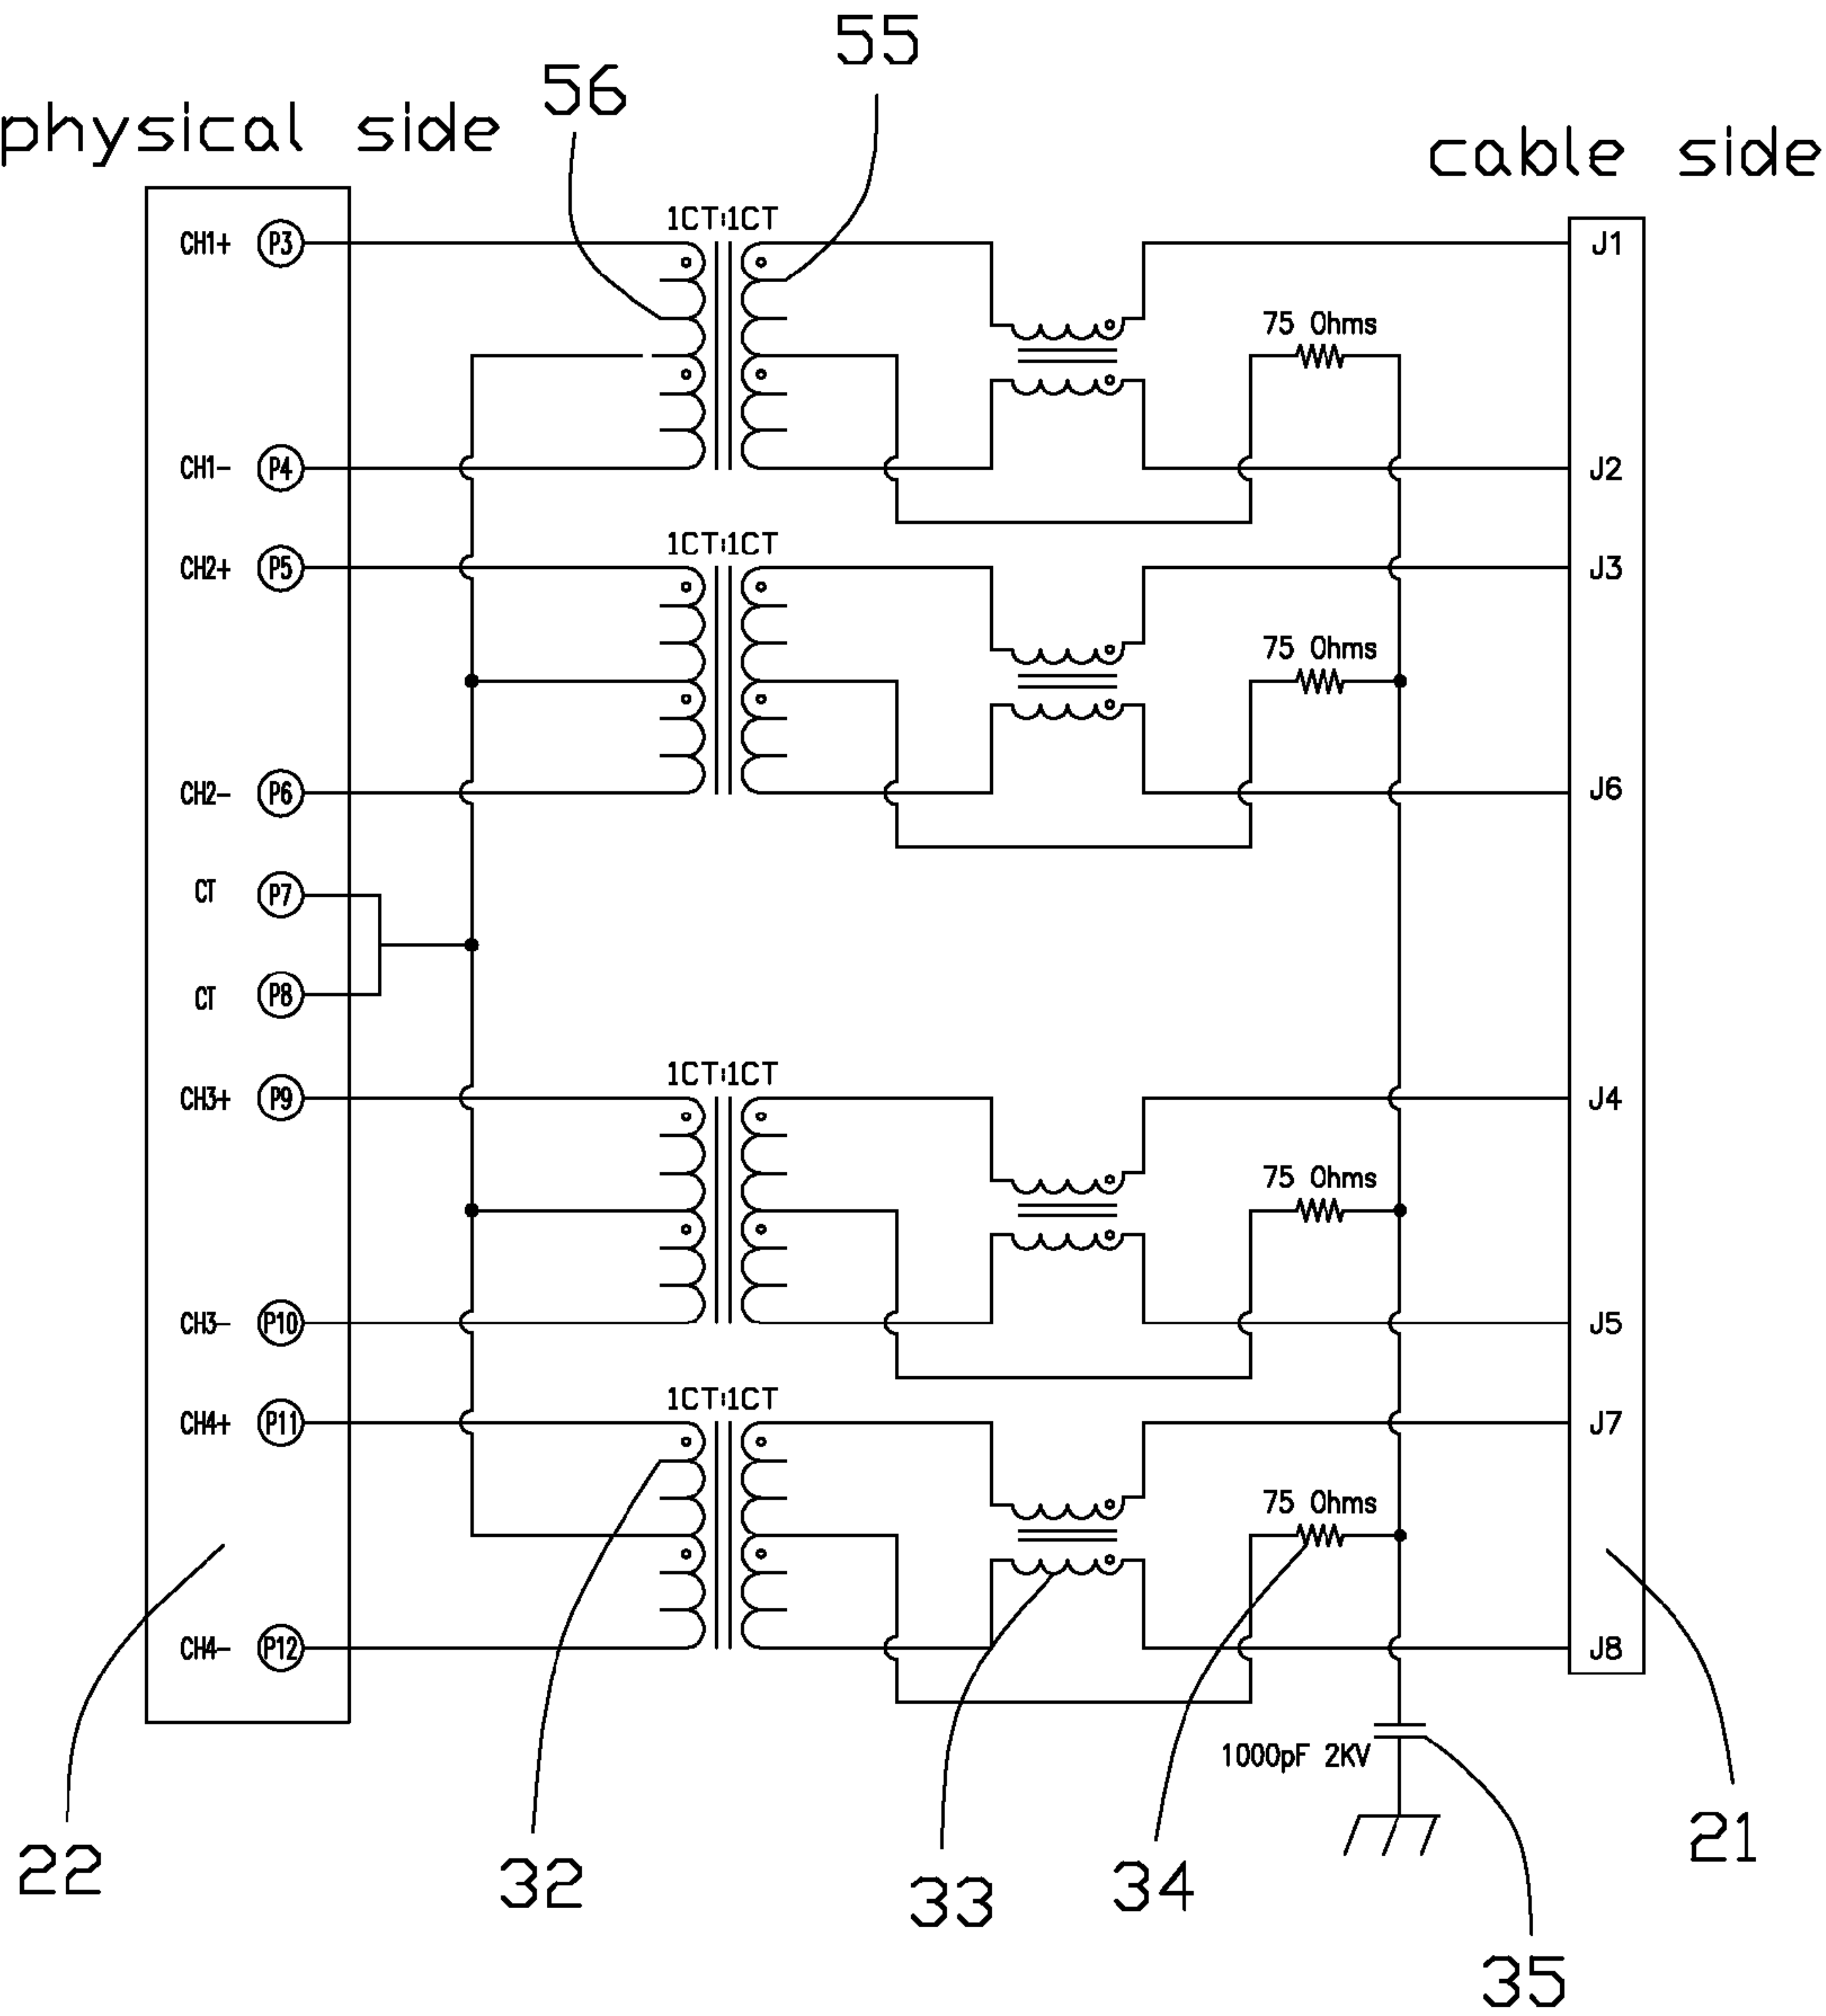 55
56
physical side
cable side
1CT:1CT
CH1+ P3
J1
75 Ohms
CH1- P4
J2
1CT:1CT
CH2+ P5
J3
75 Ohms
CH2- P6
J6
CT P7
CT P8
1CT:1CT
CH3+ P9
J4
75 Ohms
CH3- P10
J5
1CT:1CT
CH4+ P11
J7
75 Ohms
CH4- P12
J8
1000pF 2KV
22
32
33
34
21
35